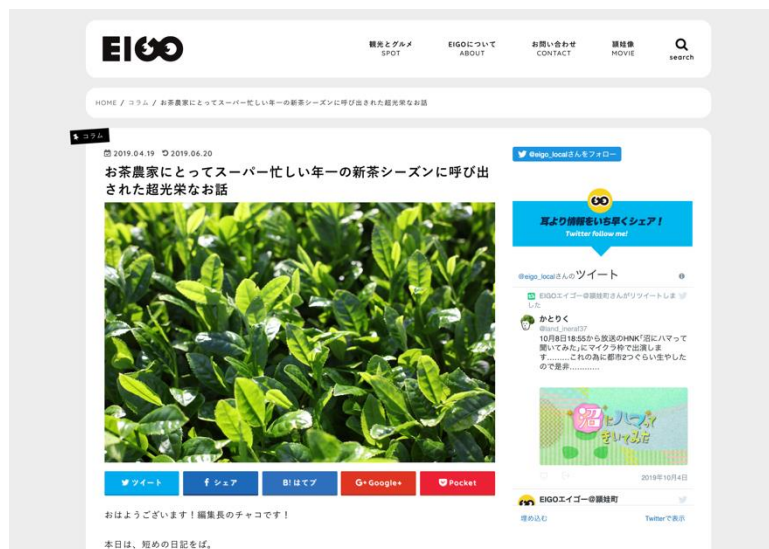 EIGO
観光とグルメ
SPOT
EIGOについて
ABOUT
お問い合わせ
CONTACT
頴娃像
MOVIE
search
HOME / コラム / お茶農家にとってスーパー忙しい年一の新茶シーズンに呼び出された超光栄なお話
コラム
2019.04.19 2019.06.20
お茶農家にとってスーパー忙しい年一の新茶シーズンに呼び出
された超光栄なお話
ツイート
シェア
B! はてブ
G+ Google+
Pocket
おはようございます！編集長のチャコです！
本日は、短めの日記をば。
@eigo_localさんをフォロー
耳より情報をいち早くシェア！
Twitter follow me!
@eigo_localさんのツイート
EIGOエイゴー@頴娃町さんがリツイートしま
した
かとりく
@land_ineraf37
10月8日18:55から放送のHNK「沼にハマって
聞いてみた」にマイクラ枠で出演しま
す………これの為に都市2つぐらい生やした
ので是非…………
沼にハマって
きいてみた
2019年10月4日
EIGOエイゴー@頴娃町
埋め込む
Twitterで表示